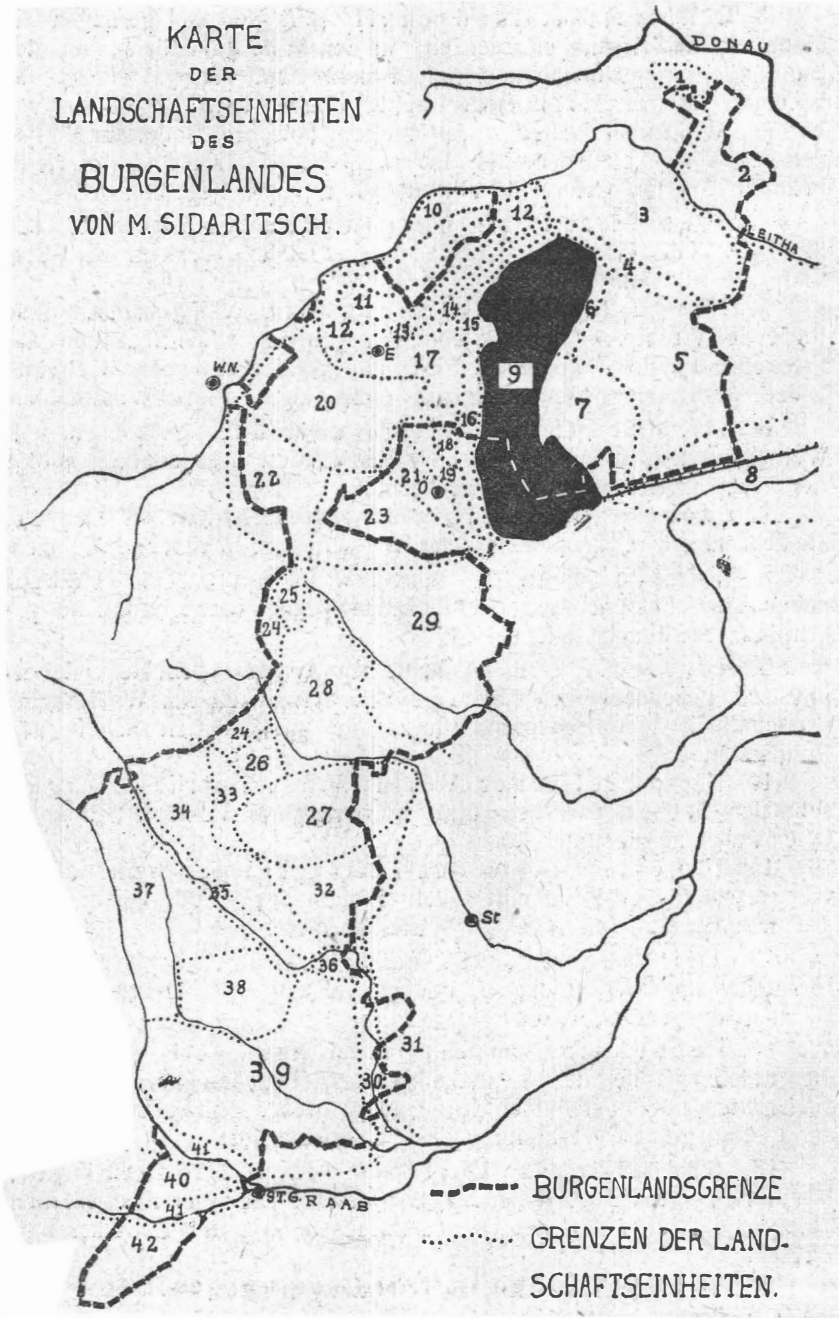 KARTE
DER
LANDSCHAFTSEINHEITEN
DES
BURGENLANDES
VON M. SIDARITSCH
DONAU
1
2
3
LEITHA
10
12
4
11
12
13
14
15
6
E
17
9
5
W.N.
20
7
16
18
19
21
Ö
8
22
23
25
24
29
28
24
26
33
34
27
37
35
32
St
36
38
31
39
30
41
40
ST.G.
RAAB
41
42
BURGENLANDSGRENZE
GRENZEN DER LAND-
SCHAFTSEINHEITEN.